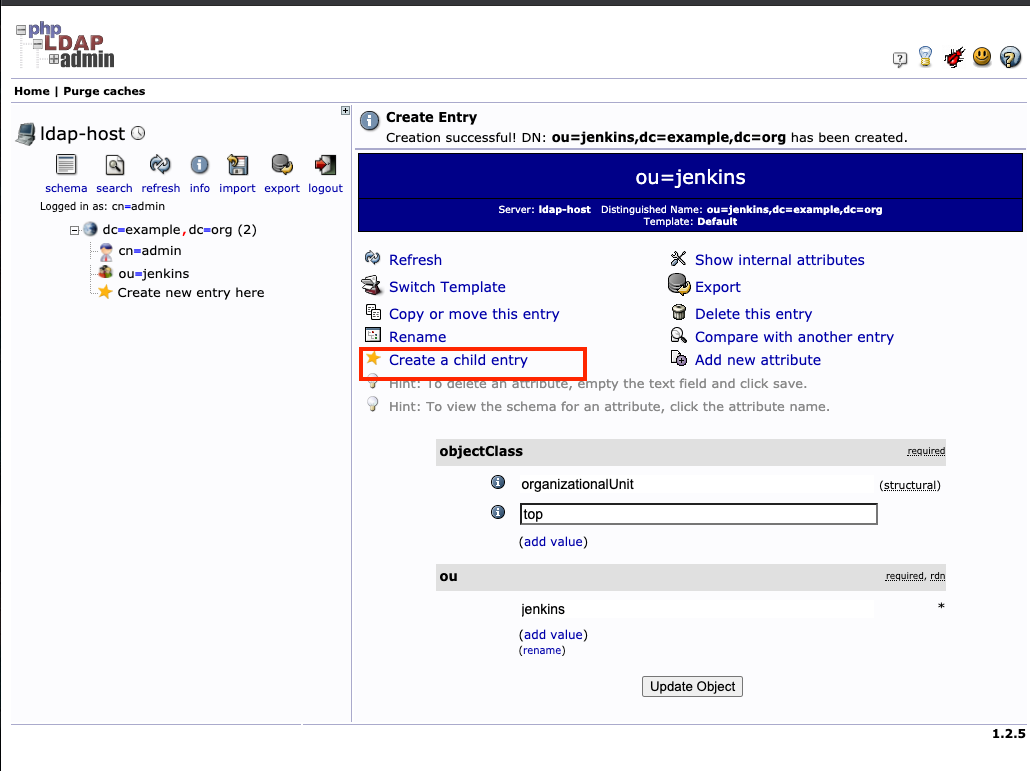 php
LDAP
admin
Home | Purge caches
ldap-host
schema search refresh info import export logout
Logged in as: cn=admin
dc=example,dc=org (2)
cn=admin
ou=jenkins
Create new entry here
Create Entry
Creation successful! DN: ou=jenkins,dc=example,dc=org has been created.
ou=jenkins
Server: ldap-host Distinguished Name: ou=jenkins,dc=example,dc=org
Template: Default
Refresh
Show internal attributes
Switch Template
Export
Copy or move this entry
Delete this entry
Rename
Compare with another entry
Create a child entry
Add new attribute
Hint: To delete an attribute, empty the text field and click save.
Hint: To view the schema for an attribute, click the attribute name.
objectClass required
organizationalUnit (structural)
top
(add value)
ou required, rdn
jenkins *
(add value)
(rename)
Update Object
1.2.5